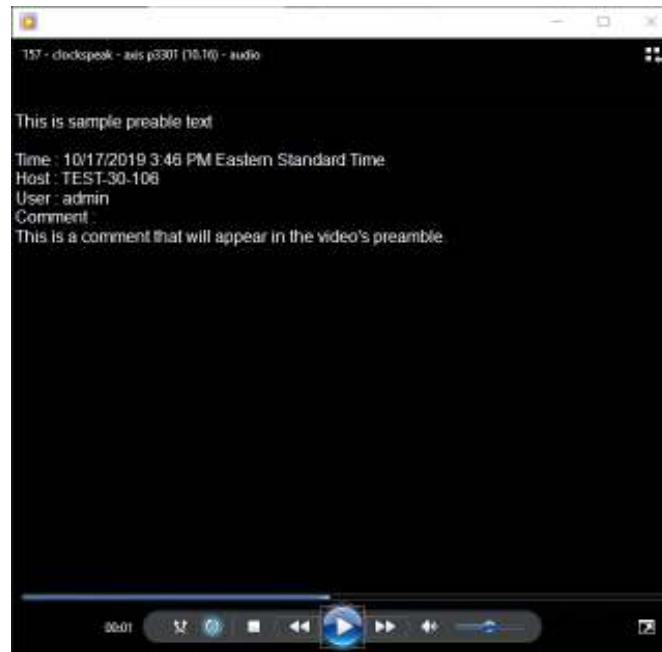 157 - clockspeak - axis p3301 (10.16) - audio
This is sample preable text
Time : 10/17/2019 3:46 PM Eastern Standard Time
Host : TEST-30-106
User : admin
Comment :
This is a comment that will appear in the video's preamble.
00:01